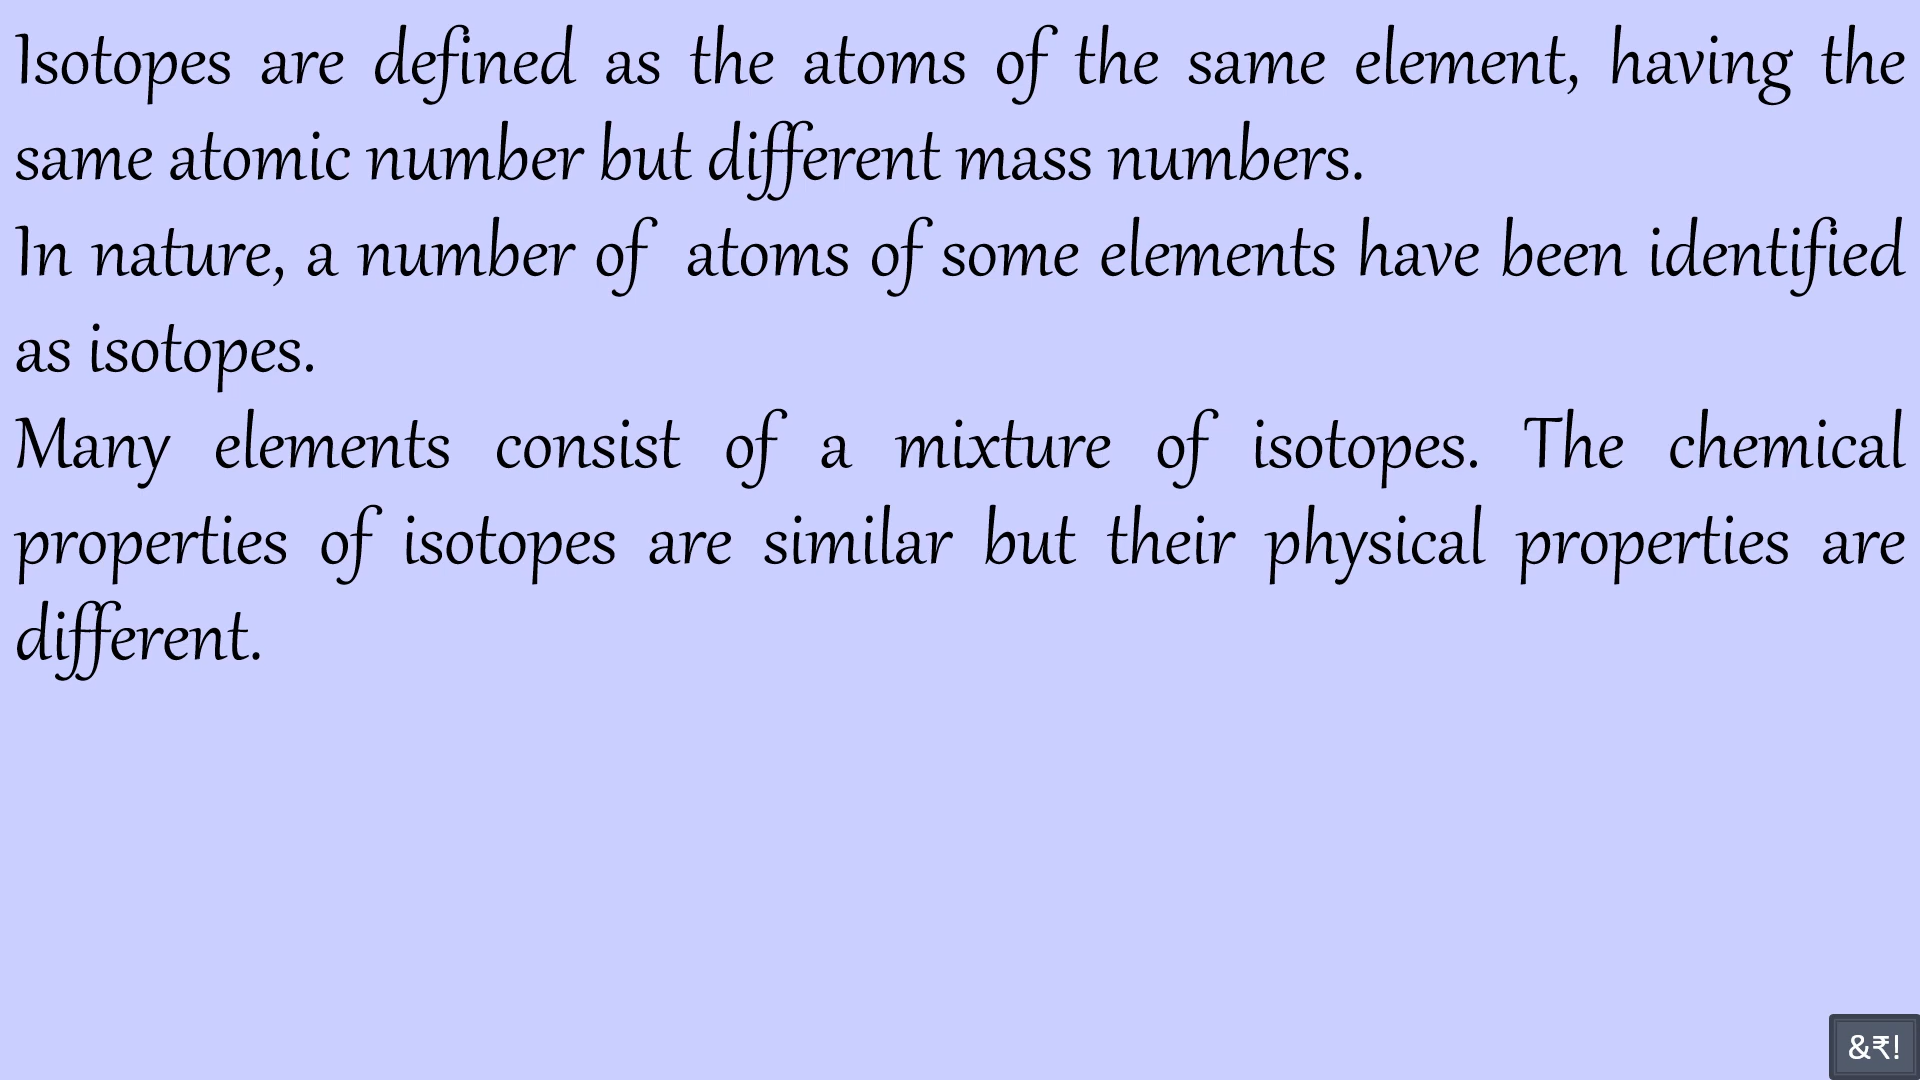 Isotopes are defined as the atoms of the same element, having the
same atomic number but different mass numbers.
In nature, a number of  atoms of some elements have been identified
as isotopes.
Many elements consist of a mixture of isotopes. The chemical
properties of isotopes are similar but their physical properties are
different.
&₹!